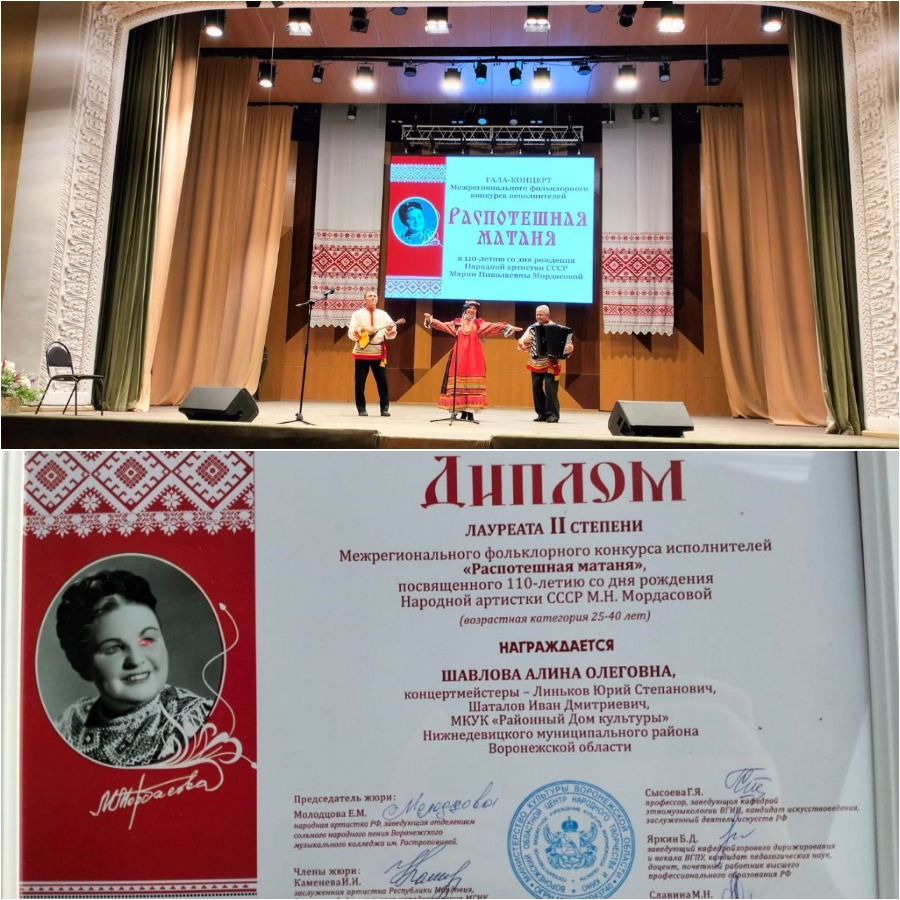 ГАЛА-КОНЦЕРТ
Межрегионального фольклорного
конкурса исполнителей
РАСПОТЕШНАЯ
МАТАНЯ
к 110-летию со дня рождения
Народной артистки СССР
Марии Николаевны Мордасовой
ДИПЛОМ
ЛАУРЕАТА II СТЕПЕНИ
Межрегионального фольклорного конкурса исполнителей
«Распотешная матаня»,
посвященного 110-летию со дня рождения
Народной артистки СССР М.Н. Мордасовой
(возрастная категория 25-40 лет)
НАГРАЖДАЕТСЯ
ШАВЛОВА АЛИНА ОЛЕГОВНА,
концертмейстеры – Линьков Юрий Степанович,
Шаталов Иван Дмитриевич,
МКУК «Районный Дом культуры»
Нижнедевицкого муниципального района
Воронежской области
М Мордасова
Председатель жюри:
Молодцова Е.М.
народная артистка РФ, заведующая отделением
сольного народного пения Воронежского
музыкального колледжа им. Ростроповичей.
Члены жюри:
Каменева И.И.
заслуженная артистка Республики Мордовия,
Сысоева Г.Я.
профессор, заведующая кафедрой
этномузыкологии ВГИИ, кандидат искусствоведения,
заслуженный деятель искусств РФ
Яркин Б.Д.
заведующий кафедрой хорового дирижирования
и вокала ВГПУ, кандидат педагогических наук,
доцент, почетный работник высшего
профессионального образования РФ
Славина М.Н.